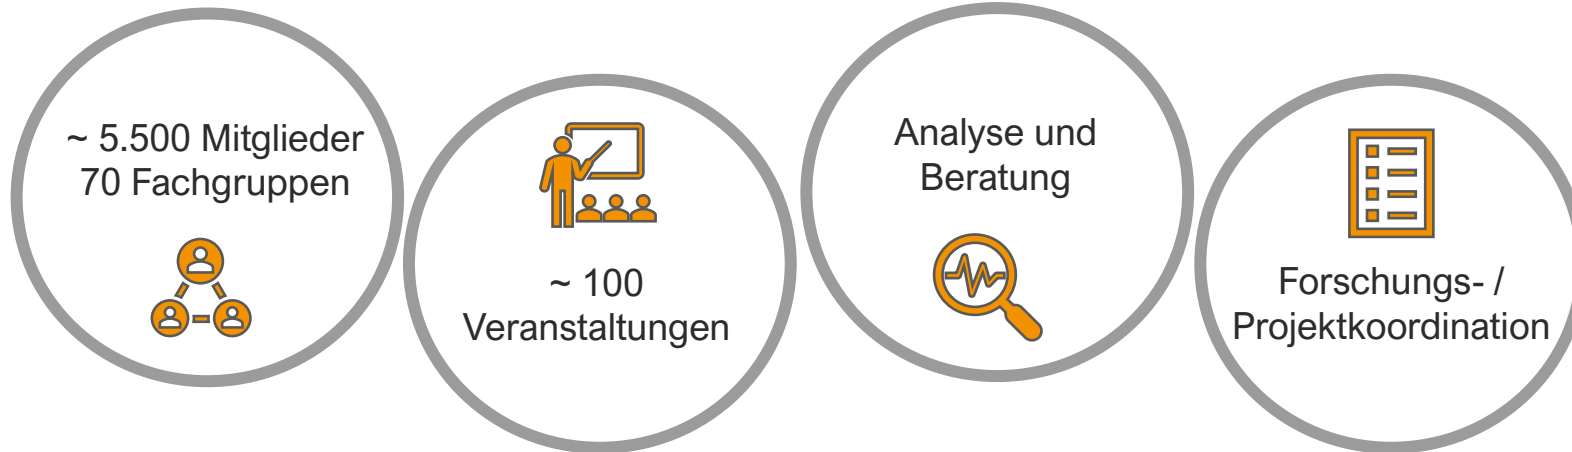 ~ 5.500 Mitglieder
70 Fachgruppen
~ 100
Veranstaltungen
Analyse und
Beratung
Forschungs- /
Projektkoordination